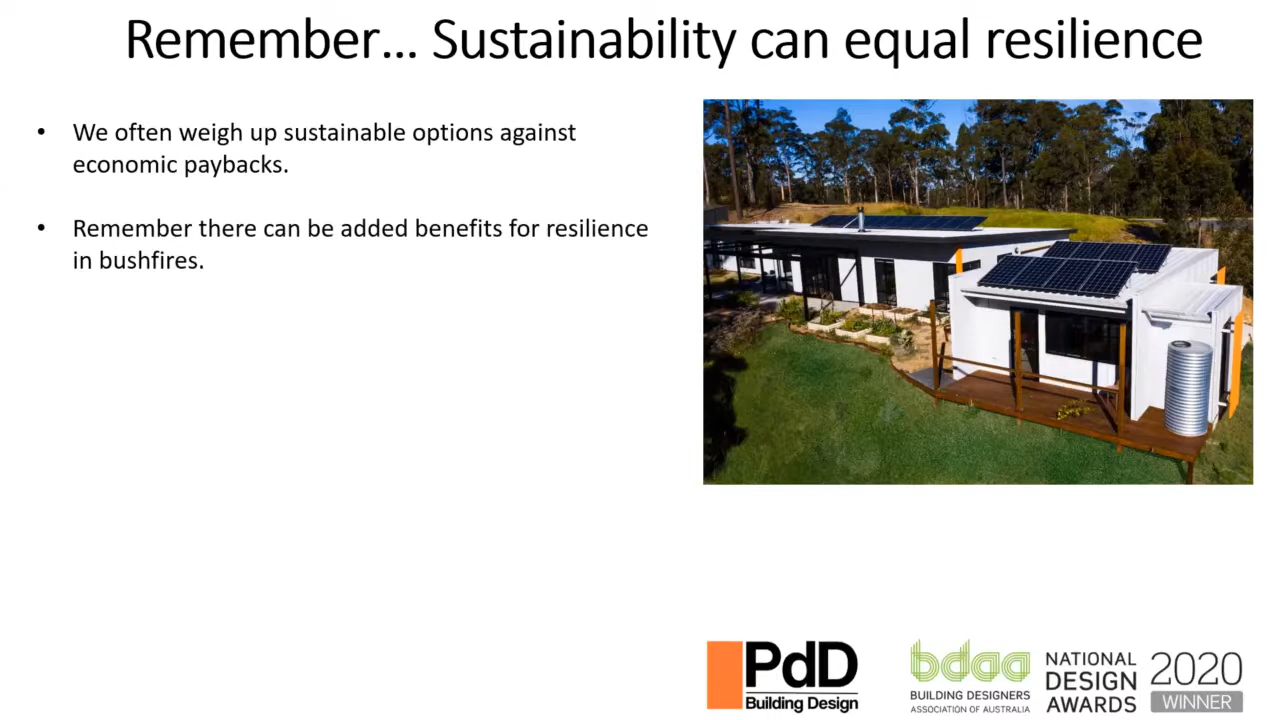 Remember... Sustainability can equal resilience
• We often weigh up sustainable options against
economic paybacks.
• Remember there can be added benefits for resilience
in bushfires.
PdD
Building Design
bdaa
BUILDING DESIGNERS
ASSOCIATION OF AUSTRALIA
NATIONAL
DESIGN
AWARDS
2020
WINNER